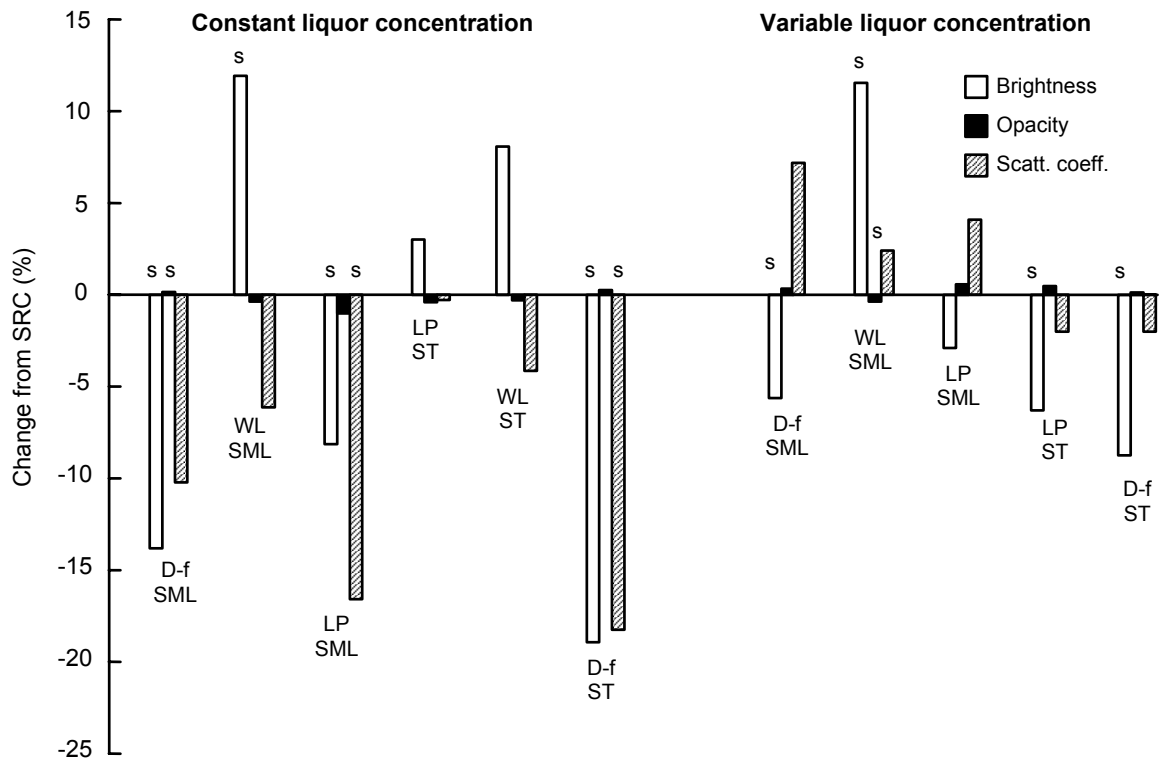 Constant liquor concentration
Variable liquor concentration
Brightness
Opacity
Scatt. coeff.
Change from SRC (%)
15
10
5
0
-5
-10
-15
-20
-25
s s
D-f
SML
s
WL
SML
s s
LP
SML
LP
ST
WL
ST
s s
D-f
ST
s
D-f
SML
s
s
WL
SML
LP
SML
s
LP
ST
s
D-f
ST